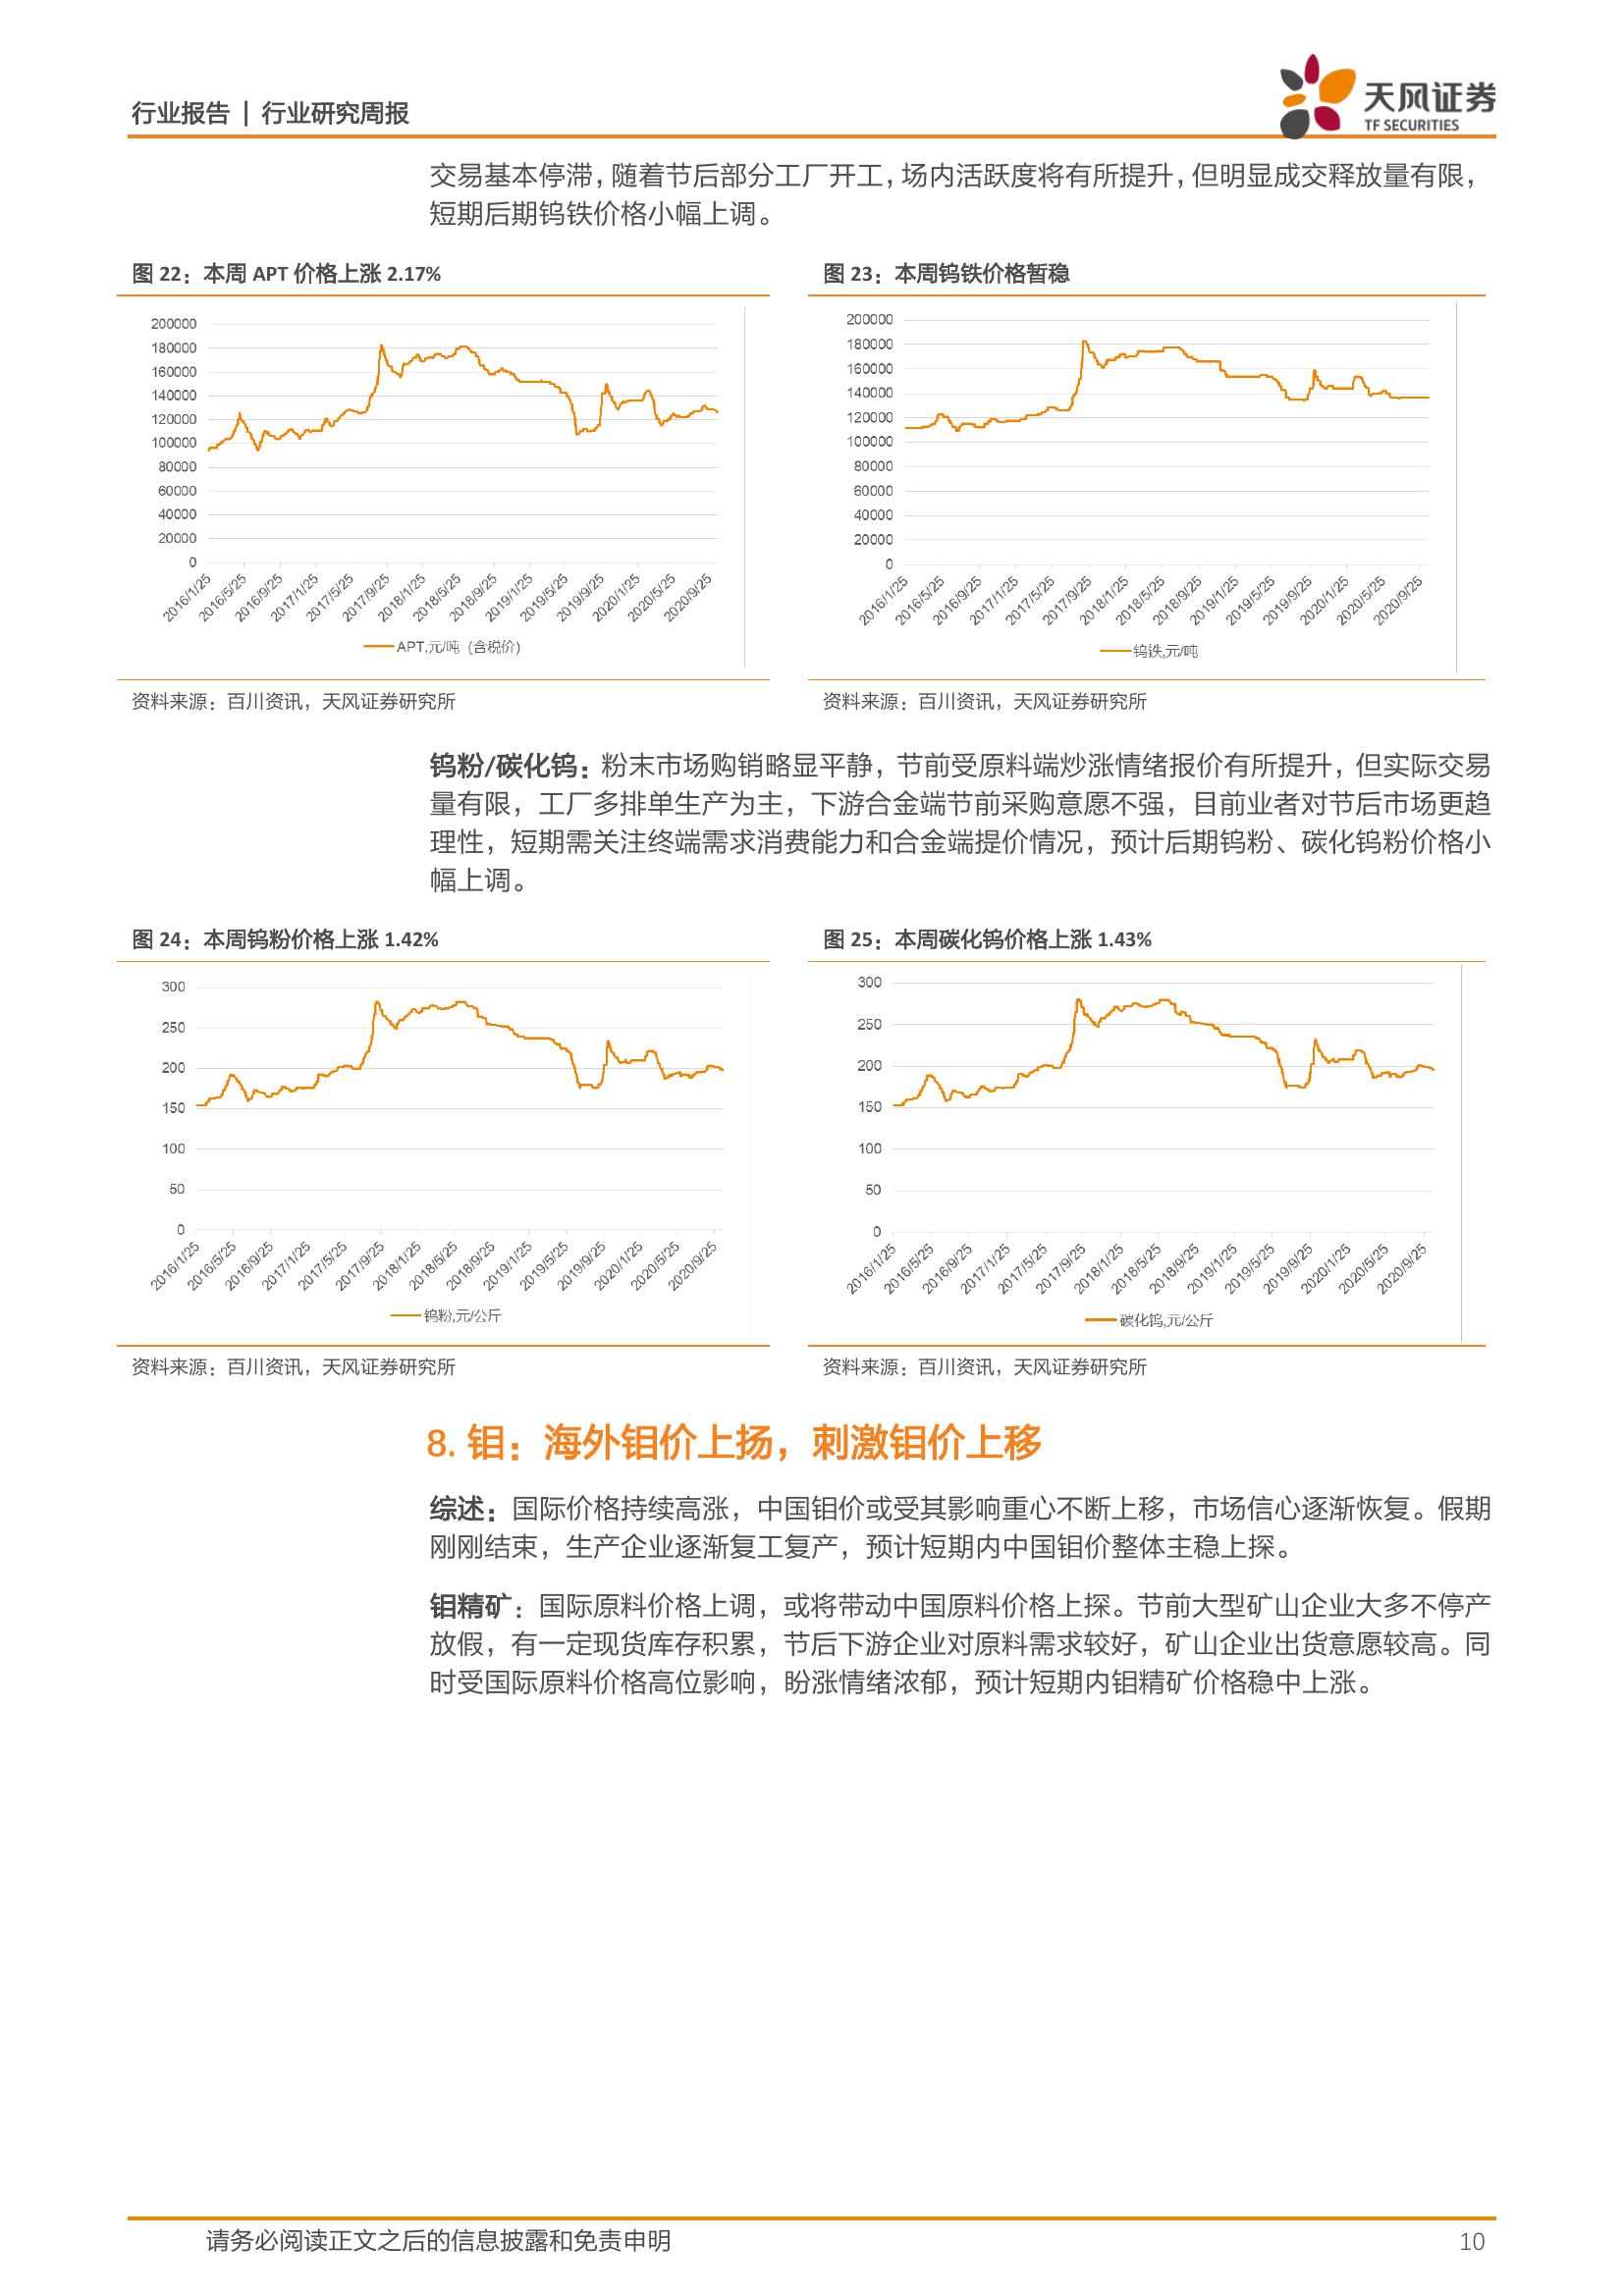 行业报告 | 行业研究周报
天风证券
TF SECURITIES
交易基本停滞，随着节后部分工厂开工，场内活跃度将有所提升，但明显成交释放量有限，
短期后期钨铁价格小幅上调。
图 22：本周 APT 价格上涨 2.17%
200000
180000
160000
140000
120000
100000
80000
60000
40000
20000
0
2016/1/25 2016/5/25 2016/9/25 2017/1/25 2017/5/25 2017/9/25 2018/1/25 2018/5/25 2018/9/25 2019/1/25 2019/5/25 2019/9/25 2020/1/25 2020/5/25 2020/9/25
APT,元/吨（含税价）
资料来源：百川资讯，天风证券研究所
图 23：本周钨铁价格暂稳
200000
180000
160000
140000
120000
100000
80000
60000
40000
20000
0
2016/1/25 2016/5/25 2016/9/25 2017/1/25 2017/5/25 2017/9/25 2018/1/25 2018/5/25 2018/9/25 2019/1/25 2019/5/25 2019/9/25 2020/1/25 2020/5/25 2020/9/25
钨铁,元/吨
资料来源：百川资讯，天风证券研究所
钨粉/碳化钨：粉末市场购销略显平静，节前受原料端炒涨情绪报价有所提升，但实际交易
量有限，工厂多排单生产为主，下游合金端节前采购意愿不强，目前业者对节后市场更趋
理性，短期需关注终端需求消费能力和合金端提价情况，预计后期钨粉、碳化钨粉价格小
幅上调。
图 24：本周钨粉价格上涨 1.42%
300
250
200
150
100
50
0
2016/1/25 2016/5/25 2016/9/25 2017/1/25 2017/5/25 2017/9/25 2018/1/25 2018/5/25 2018/9/25 2019/1/25 2019/5/25 2019/9/25 2020/1/25 2020/5/25 2020/9/25
钨粉,元/公斤
资料来源：百川资讯，天风证券研究所
图 25：本周碳化钨价格上涨 1.43%
300
250
200
150
100
50
0
2016/1/25 2016/5/25 2016/9/25 2017/1/25 2017/5/25 2017/9/25 2018/1/25 2018/5/25 2018/9/25 2019/1/25 2019/5/25 2019/9/25 2020/1/25 2020/5/25 2020/9/25
碳化钨,元/公斤
资料来源：百川资讯，天风证券研究所
8. 钼：海外钼价上扬，刺激钼价上移
综述：国际价格持续高涨，中国钼价或受其影响重心不断上移，市场信心逐渐恢复。假期
刚刚结束，生产企业逐渐复工复产，预计短期内中国钼价整体主稳上探。
钼精矿：国际原料价格上调，或将带动中国原料价格上探。节前大型矿山企业大多不停产
放假，有一定现货库存积累，节后下游企业对原料需求较好，矿山企业出货意愿较高。同
时受国际原料价格高位影响，盼涨情绪浓郁，预计短期内钼精矿价格稳中上涨。
请务必阅读正文之后的信息披露和免责申明
10